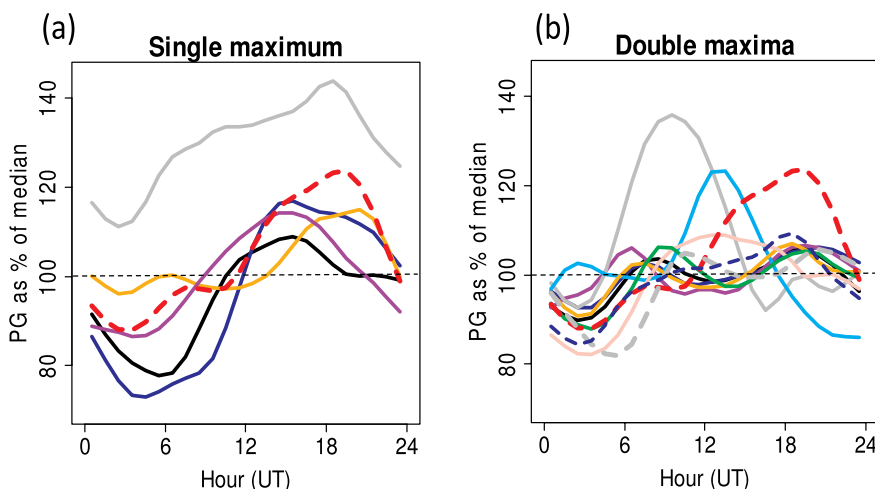 (a)
Single maximum
PG as % of median
140
120
100
80
0 6 12 18 24
Hour (UT)
(b)
Double maxima
PG as % of median
140
120
100
80
0 6 12 18 24
Hour (UT)